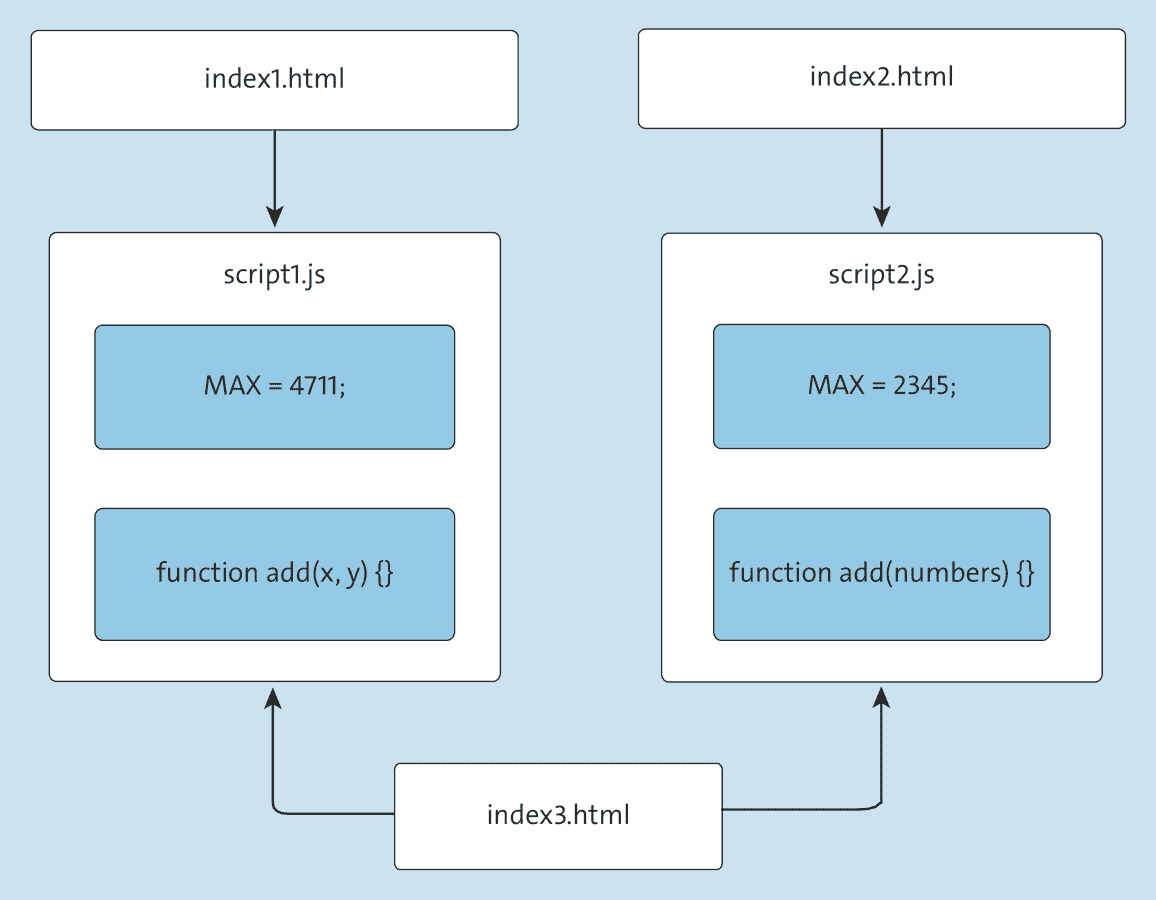 index1.html
index2.html
script1.js
MAX = 4711;
function add(x, y) {}
script2.js
MAX = 2345;
function add(numbers) {}
index3.html